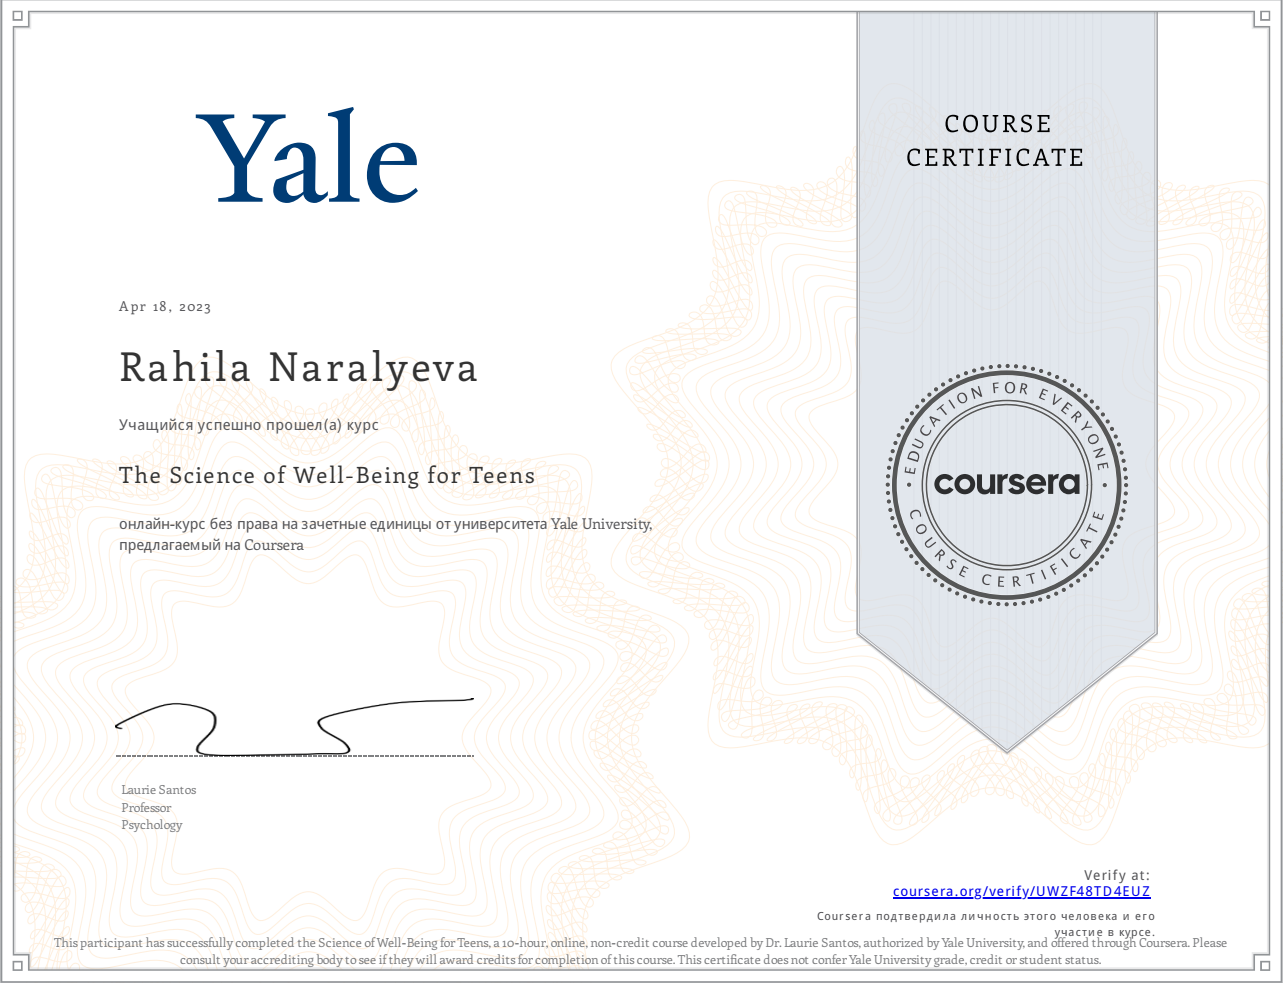 Yale
COURSE
CERTIFICATE
Apr 18, 2023
Rahila Naralyeva
Учащийся успешно прошел(а) курс
The Science of Well-Being for Teens
онлайн-курс без права на зачетные единицы от университета Yale University,
предлагаемый на Coursera
EDUCATION FOR EVERYONE
coursera
COURSE CERTIFICATE
Laurie Santos
Professor
Psychology
Verify at:
coursera.org/verify/UWZF48TD4EUZ
Coursera подтвердила личность этого человека и его
участие в курсе.
This participant has successfully completed the Science of Well-Being for Teens, a 10-hour, online, non-credit course developed by Dr. Laurie Santos, authorized by Yale University, and offered through Coursera. Please
consult your accrediting body to see if they will award credits for completion of this course. This certificate does not confer Yale University grade, credit or student status.